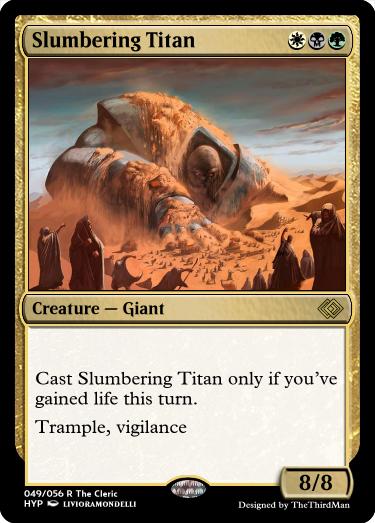 Slumbering Titan
Creature — Giant
Cast Slumbering Titan only if you've
gained life this turn.
Trample, vigilance
8/8
049/056 R The Cleric
HYP LIVIORAMONDELLI
Designed by TheThirdMan